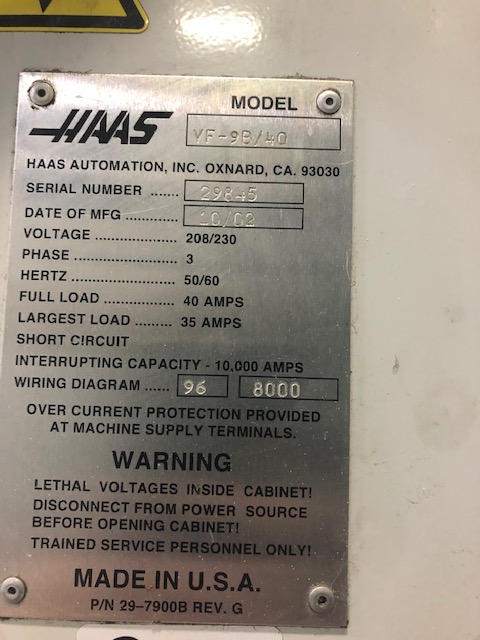 MODEL
HAAS VF-9B/40
HAAS AUTOMATION, INC. OXNARD, CA. 93030
SERIAL NUMBER ....... 29845
DATE OF MFG ............. 10/02
VOLTAGE .................... 208/230
PHASE ......................... 3
HERTZ ......................... 50/60
FULL LOAD ................. 40 AMPS
LARGEST LOAD ......... 35 AMPS
SHORT CIRCUIT
INTERRUPTING CAPACITY - 10,000 AMPS
WIRING DIAGRAM ...... 96 8000
OVER CURRENT PROTECTION PROVIDED
AT MACHINE SUPPLY TERMINALS.
WARNING
LETHAL VOLTAGES INSIDE CABINET!
DISCONNECT FROM POWER SOURCE
BEFORE OPENING CABINET!
TRAINED SERVICE PERSONNEL ONLY!
MADE IN U.S.A.
P/N 29-7900B REV. G